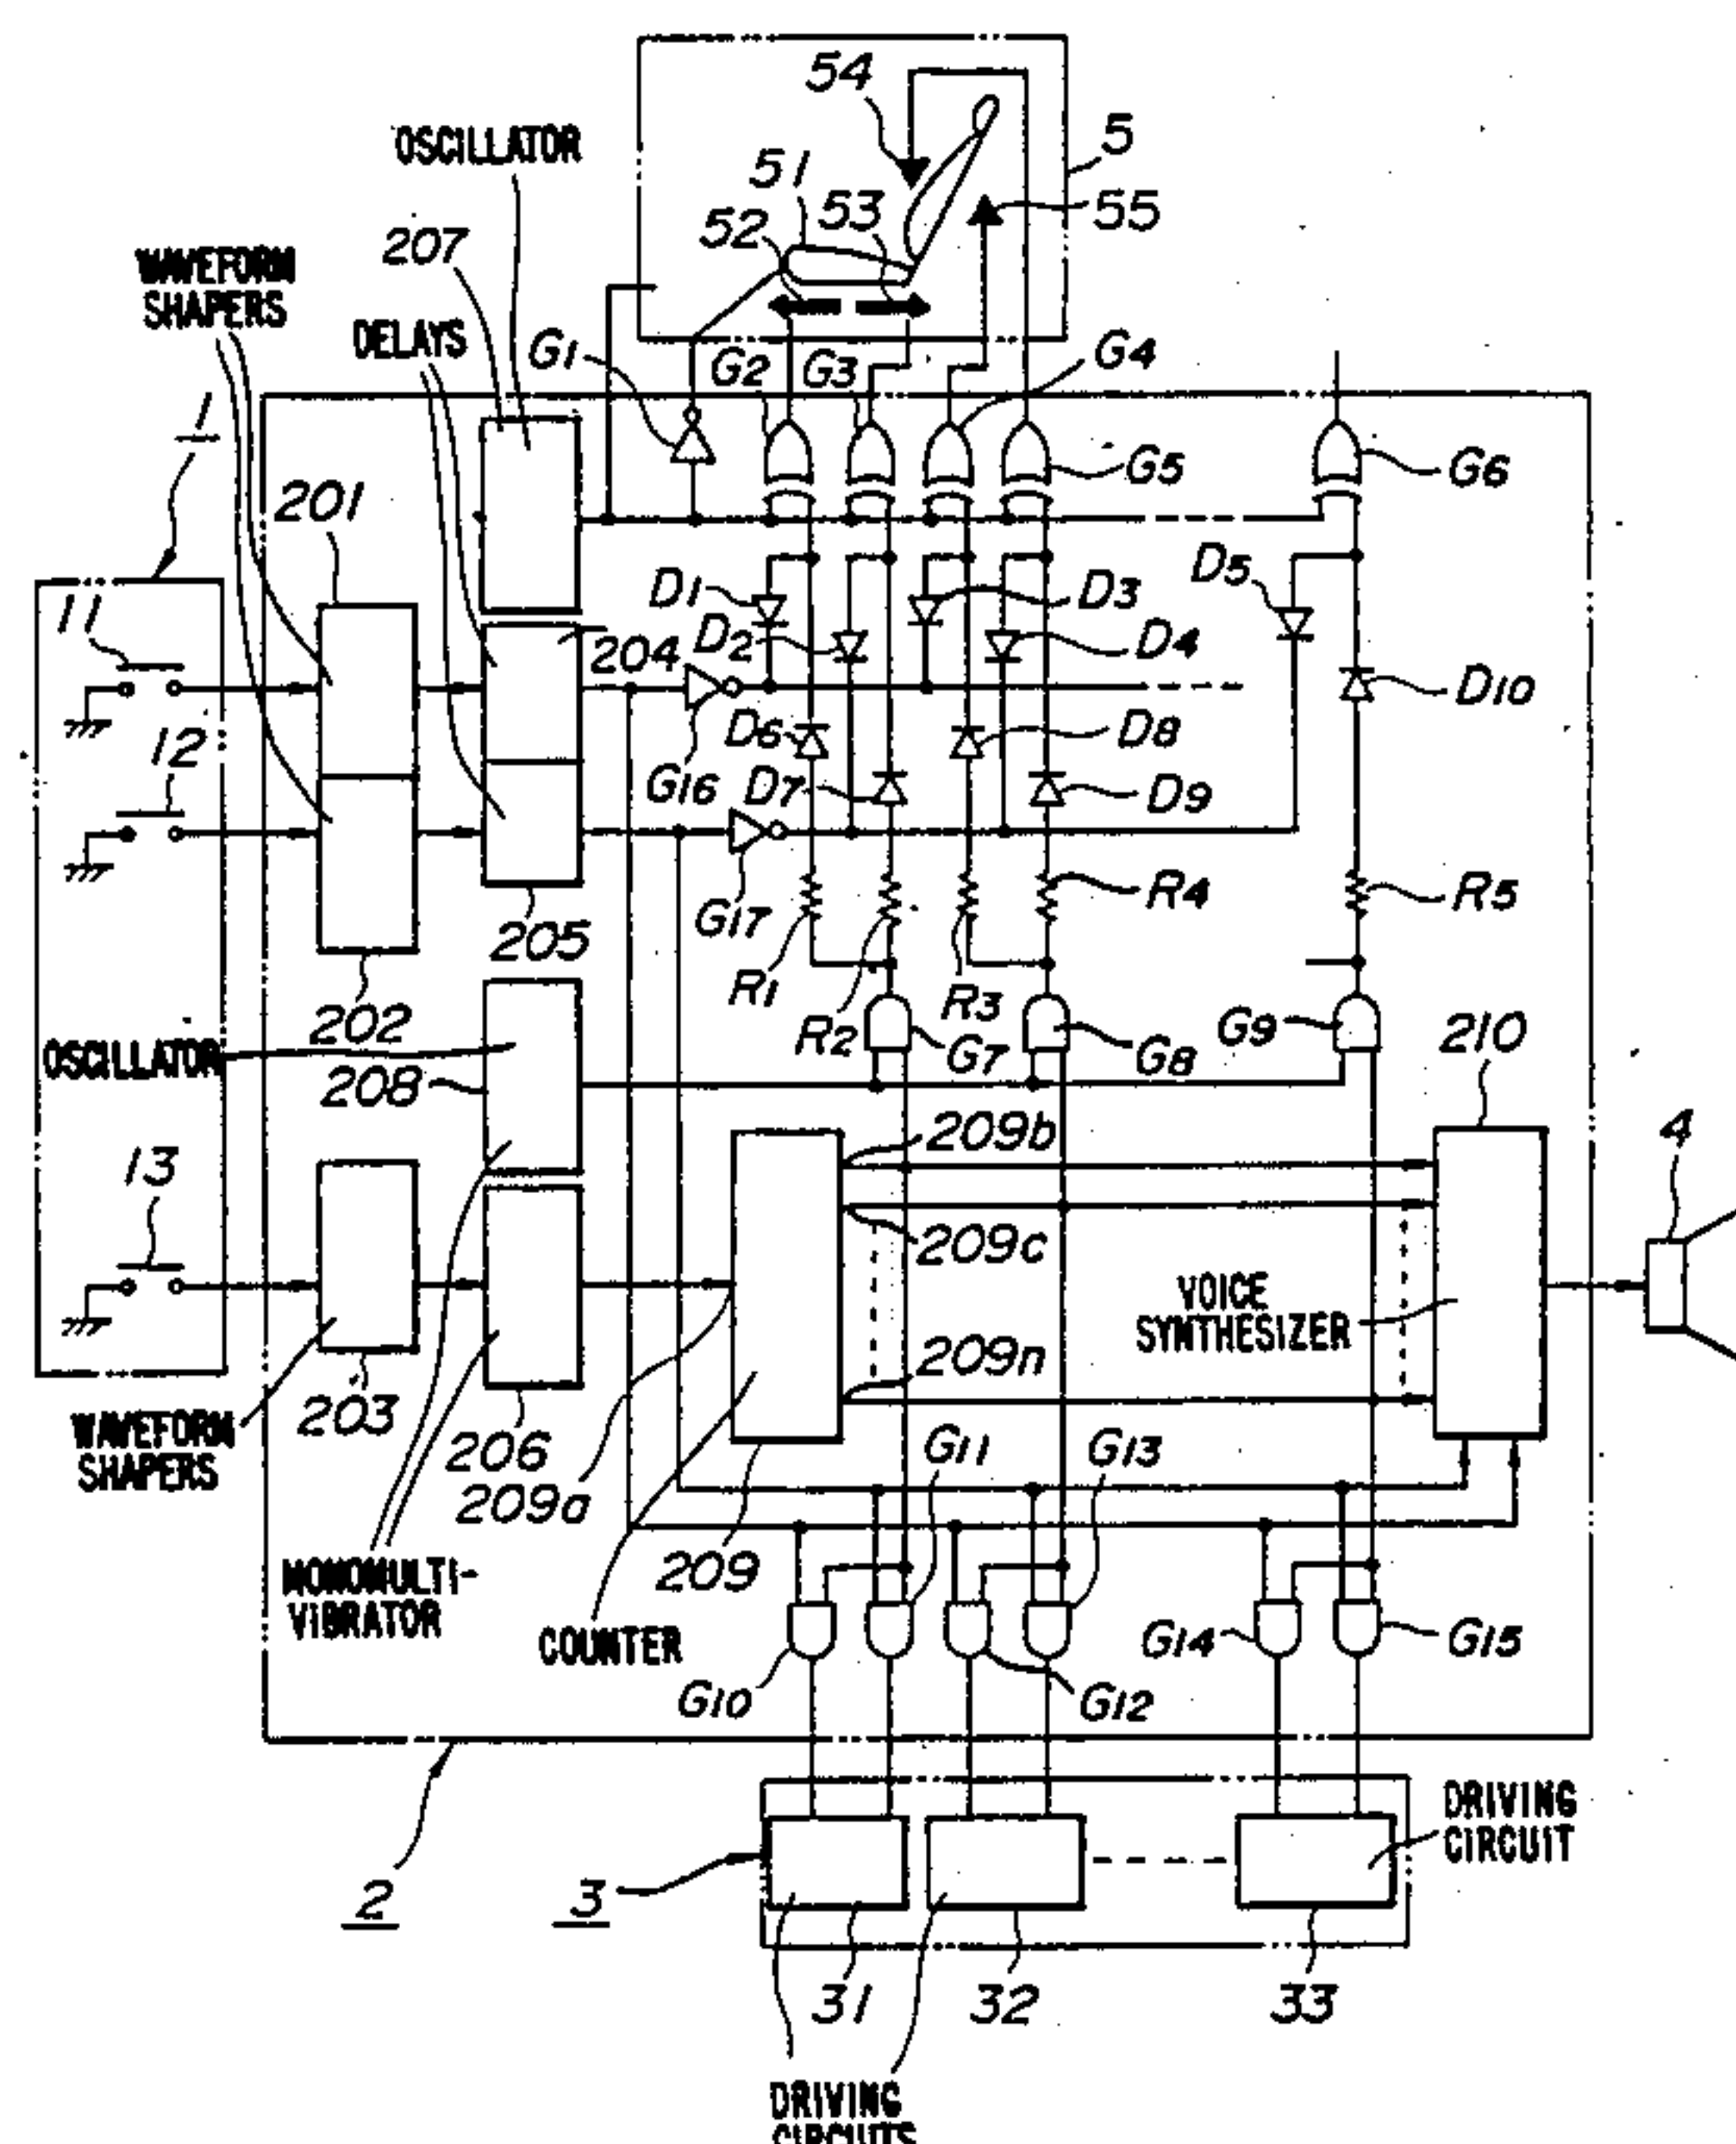 54
OSCILLATOR
5
51
53
55
52
207
WAVEFORM
SHAPERS
DELAYS
G1
G2
G3
G4
1
G5
G6
201
D1
D3
D5
11
D2
204
D4
D10
12
D6
D8
G16
D7
D9
G17
R4
R5
205
R1
202
R2
R3
G9
210
OSCILLATOR
G7
G8
208
209b
4
13
209c
VOICE
SYNTHESIZER
209n
WAVEFORM
SHAPERS
203
206
G11
G13
209a
209
MONOMULTI-
VIBRATOR
COUNTER
G14
G15
G10
G12
DRIVING
CIRCUIT
2
3
31
32
33
DRIVING
CIRCUITS